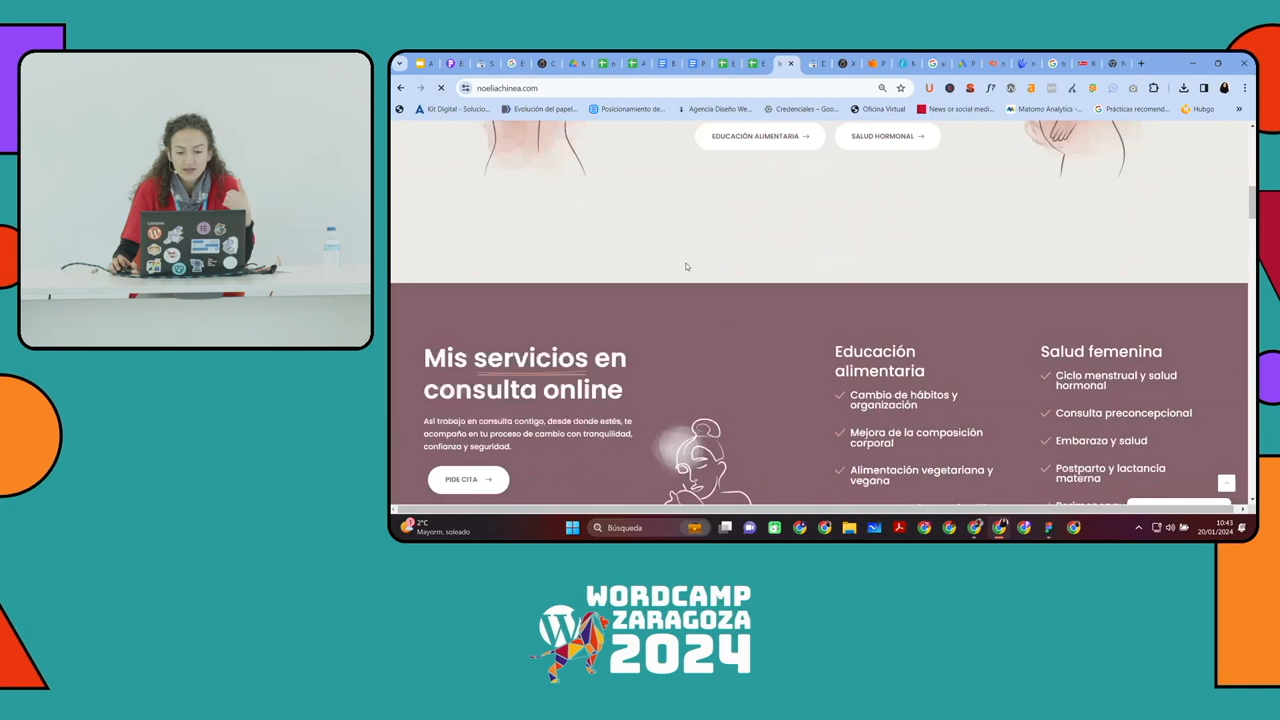 noeliachinea.com
Kit Digital - Solucio...
Evolución del papel...
Posicionamiento de...
Agencia Diseño We...
Credenciales – Goo...
Oficina Virtual
News or social medi...
Matomo Analytics -...
Prácticas recomend...
Hubgo
EDUCACIÓN ALIMENTARIA
SALUD HORMONAL
Mis servicios en
consulta online
Así trabajo en consulta contigo, desde donde estés, te
acompaño en tu proceso de cambio con tranquilidad,
confianza y seguridad.
PIDE CITA
Educación
alimentaria
Cambio de hábitos y
organización
Mejora de la composición
corporal
Alimentación vegetariana y
vegana
Salud femenina
Ciclo menstrual y salud
hormonal
Consulta preconcepcional
Embarazo y salud
Postparto y lactancia
materna
2°C
Mayorm. soleado
Búsqueda
10:43
20/01/2024
Lenovo
WORDCAMP
ZARAGOZA
2024